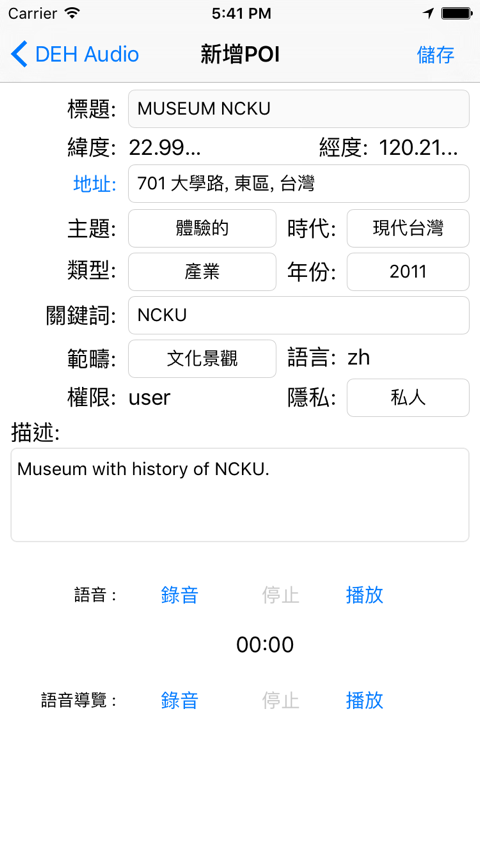 Carrier 5:41 PM
DEH Audio 新增POI 儲存
標題: MUSEUM NCKU
緯度: 22.99... 經度: 120.21...
地址: 701 大學路, 東區, 台灣
主題: 體驗的 時代: 現代台灣
類型: 產業 年份: 2011
關鍵詞: NCKU
範疇: 文化景觀 語言: zh
權限: user 隱私: 私人
描述:
Museum with history of NCKU.
語音 : 錄音 停止 播放
00:00
語音導覽 : 錄音 停止 播放